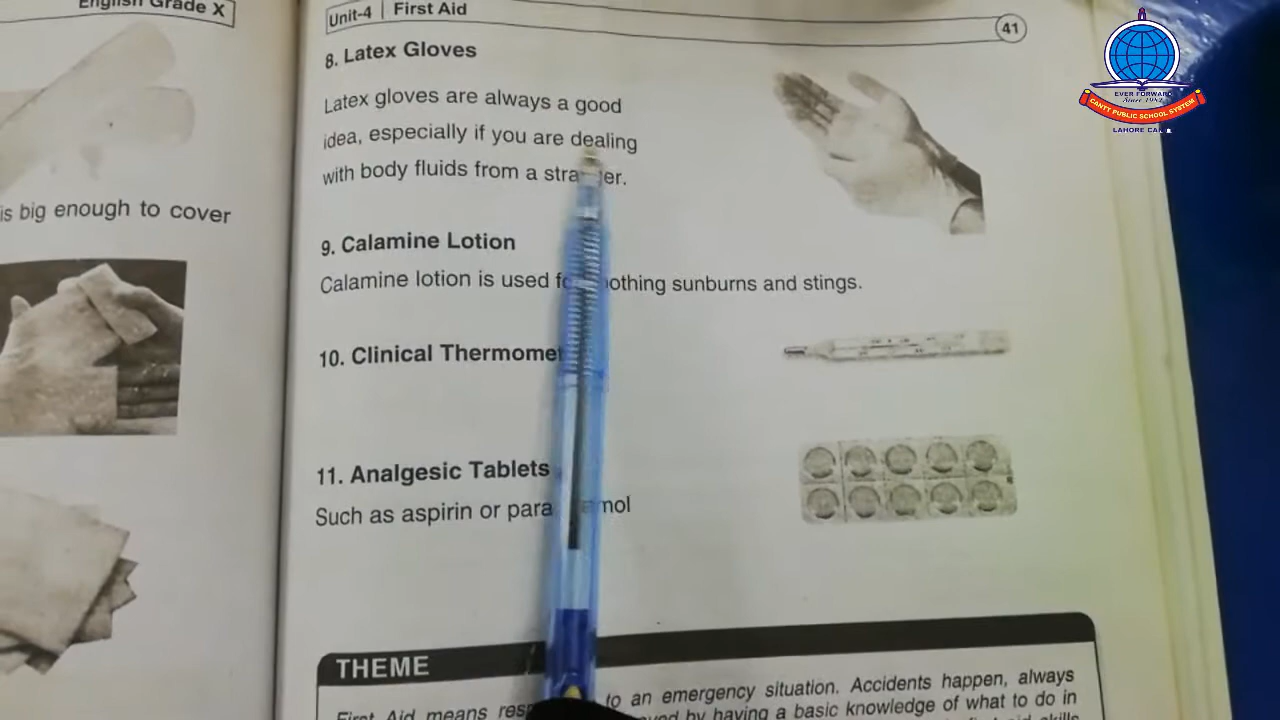 English Grade X
is big enough to cover
Unit-4 | First Aid
41
8. Latex Gloves
Latex gloves are always a good
idea, especially if you are dealing
with body fluids from a
9. Calamine Lotion
Calamine lotion is used sunburns and stings.
10. Clinical
11. Analgesic Tablets
Such as aspirin or
THEME
First Aid means to an emergency situation. Accidents happen, always
by having a basic knowledge of what to do in
EVER FORWARD
Since 1982
CANTT PUBLIC SCHOOL SYSTEM
LAHORE